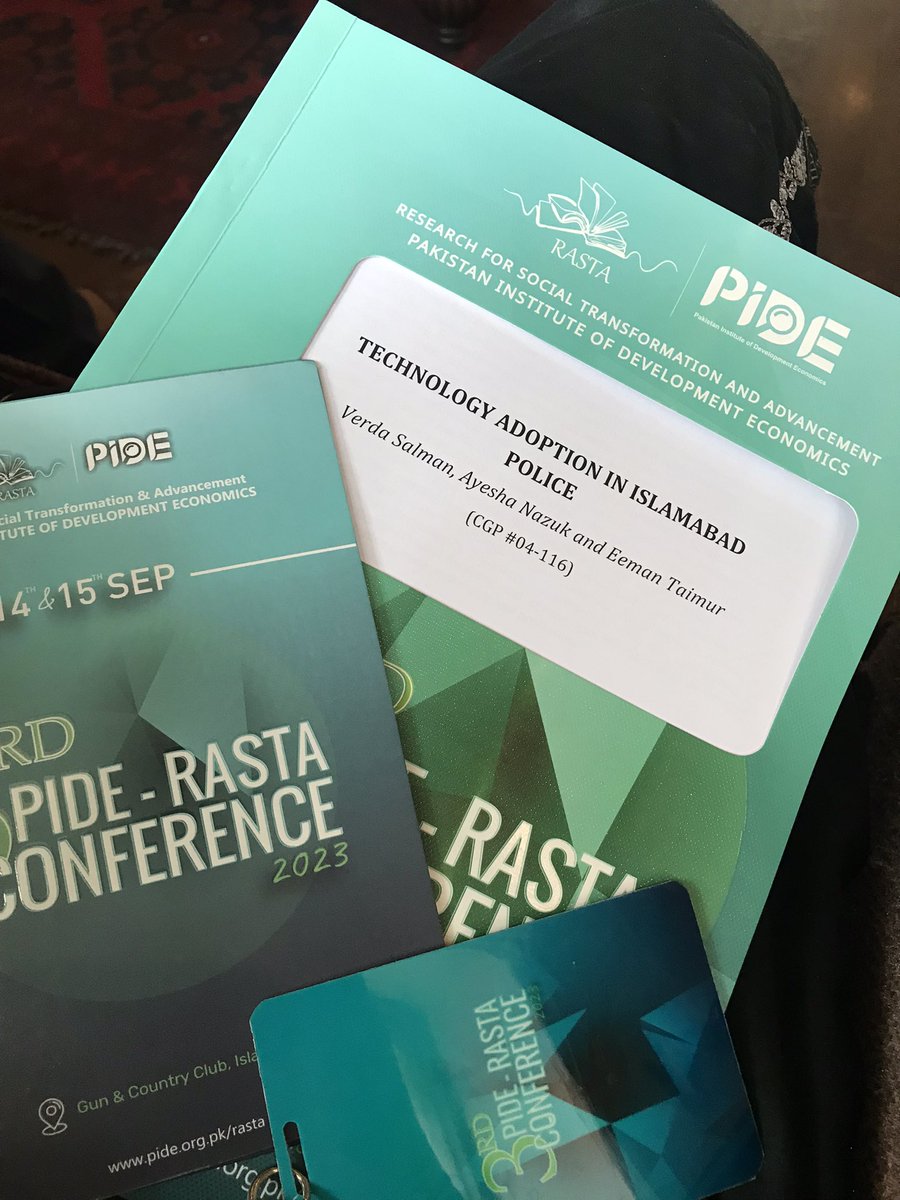 RASTA
PIDE
Pakistan Institute of Development Economics
RESEARCH FOR SOCIAL TRANSFORMATION AND ADVANCEMENT
PAKISTAN INSTITUTE OF DEVELOPMENT ECONOMICS
TECHNOLOGY ADOPTION IN ISLAMABAD
POLICE
Verda Salman, Ayesha Nazuk and Eeman Taimur
(CGP #04-116)
- RASTA
RASTA
PIDE
Transformation & Advancement
OF DEVELOPMENT ECONOMICS
14TH & 15TH SEP
RD
PIDE - RASTA
CONFERENCE
2023
Gun & Country Club,
www.pide.org.pk/rasta
3RD
PIDE - RASTA
CONFERENCE
2023